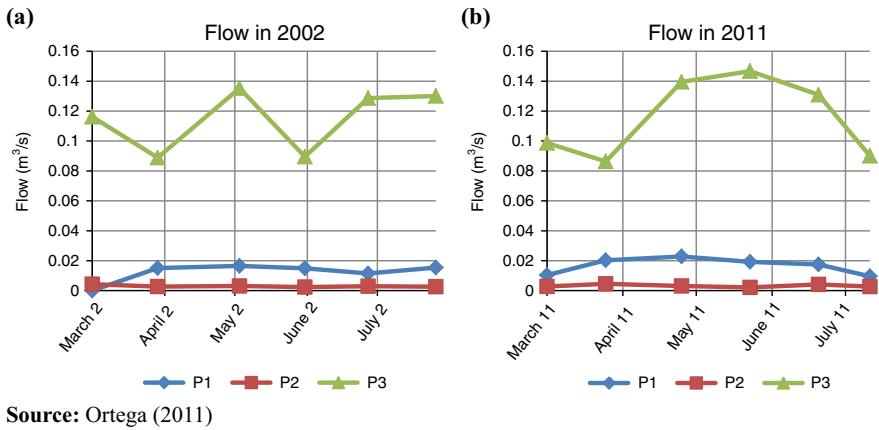 (a)
Flow in 2002
Flow (m³/s)
0.16
0.14
0.12
0.1
0.08
0.06
0.04
0.02
0
March 2
April 2
May 2
June 2
July 2
P1 P2 P3
(b)
Flow in 2011
Flow (m³/s)
0.16
0.14
0.12
0.1
0.08
0.06
0.04
0.02
0
March 11
April 11
May 11
June 11
July 11
P1 P2 P3
Source: Ortega (2011)